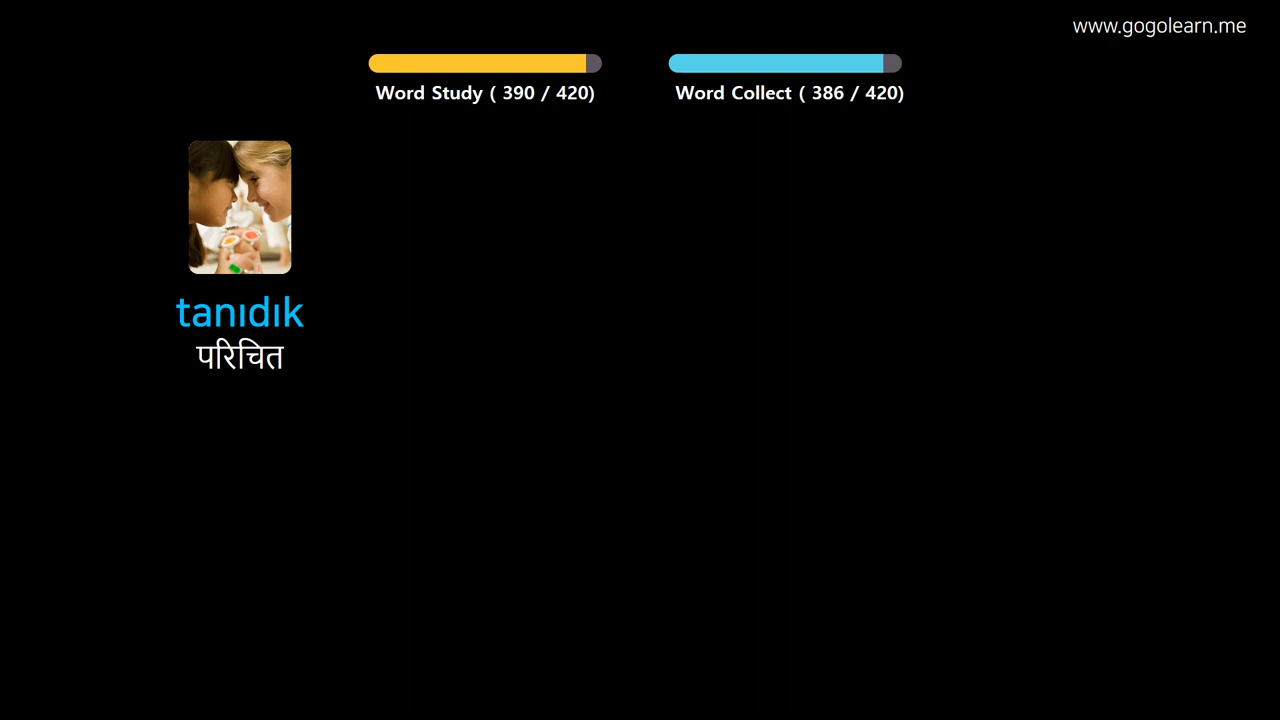 www.gogolearn.me
Word Study ( 390 / 420)
Word Collect ( 386 / 420)
tanıdık
परिचित